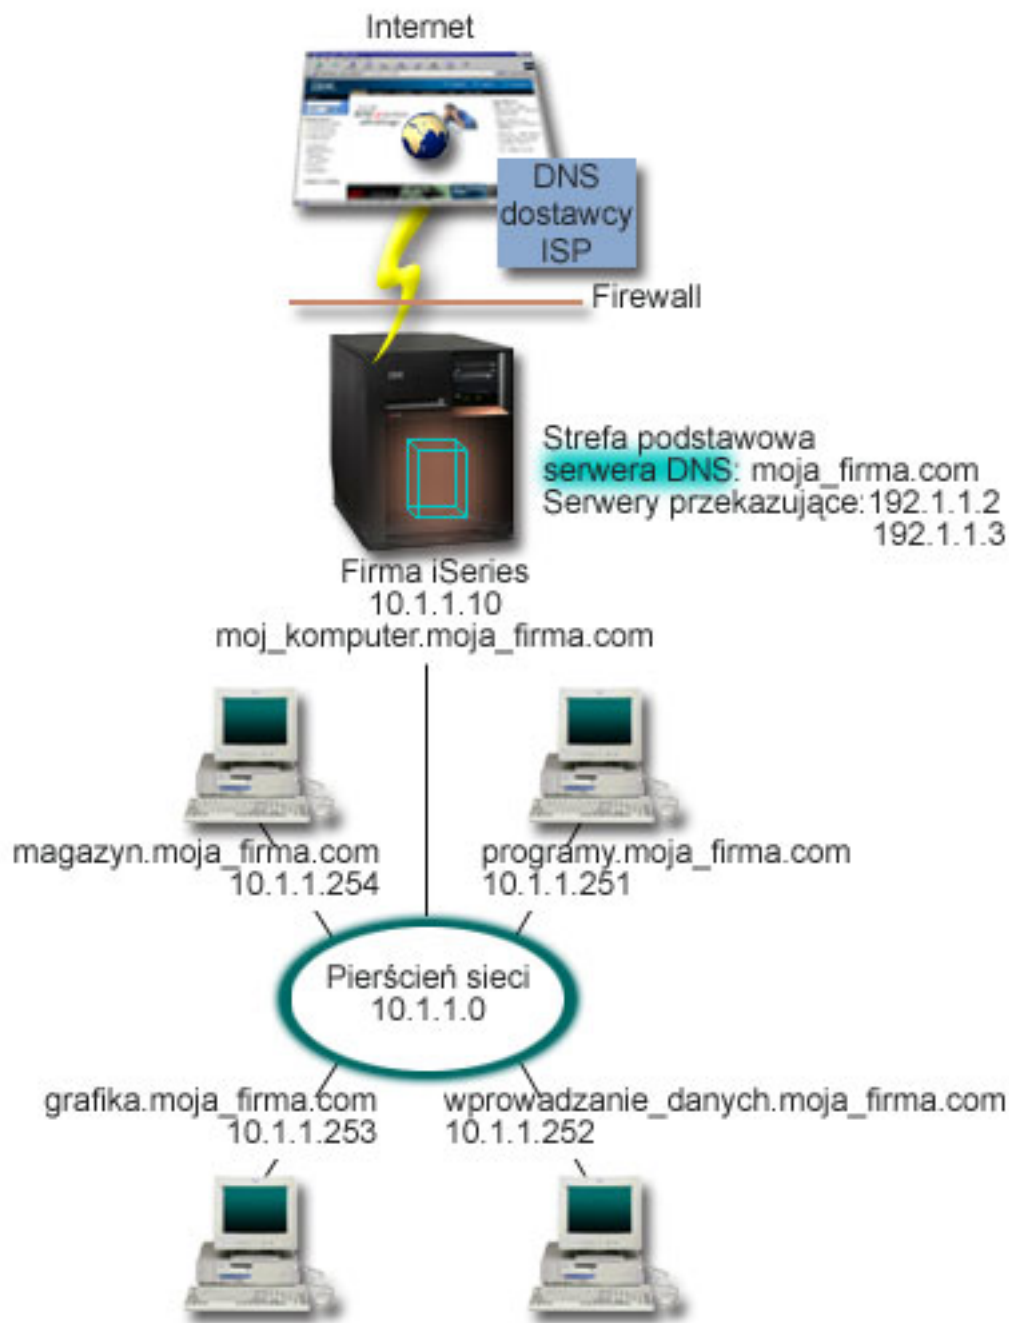 Internet
IBM
DNS
dostawcy
ISP
Firewall
IBM
Strefa podstawowa
serwera DNS: moja_firma.com
Serwery przekazujące:192.1.1.2
192.1.1.3
Firma iSeries
10.1.1.10
moj_komputer.moja_firma.com
magazyn.moja_firma.com
10.1.1.254
programy.moja_firma.com
10.1.1.251
Pierścień sieci
10.1.1.0
grafika.moja_firma.com
10.1.1.253
wprowadzanie_danych.moja_firma.com
10.1.1.252